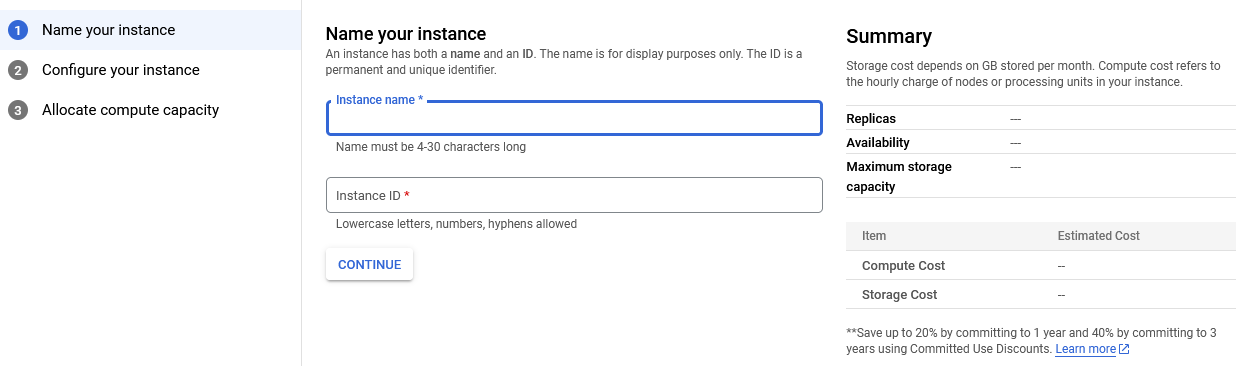 1 Name your instance
2 Configure your instance
3 Allocate compute capacity
Name your instance
An instance has both a name and an ID. The name is for display purposes only. The ID is a
permanent and unique identifier.
Instance name *
Name must be 4-30 characters long
Instance ID *
Lowercase letters, numbers, hyphens allowed
CONTINUE
Summary
Storage cost depends on GB stored per month. Compute cost refers to
the hourly charge of nodes or processing units in your instance.
Replicas ---
Availability ---
Maximum storage ---
capacity
Item Estimated Cost
Compute Cost --
Storage Cost --
**Save up to 20% by committing to 1 year and 40% by committing to 3
years using Committed Use Discounts. Learn more